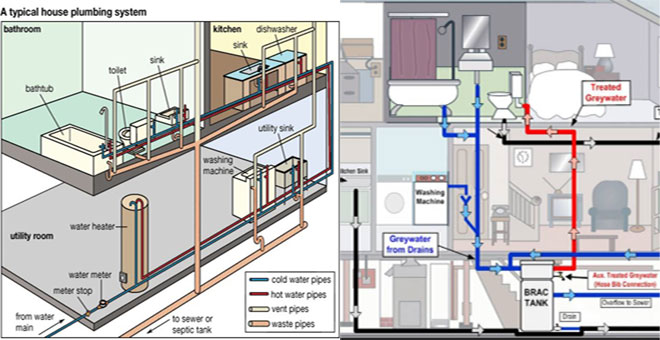 A typical house plumbing system
bathroom
kitchen
dishwasher
sink
sink
toilet
bathtub
utility sink
washing
machine
water heater
utility room
water meter
meter stop
from water
main
to sewer or
septic tank
cold water pipes
hot water pipes
vent pipes
waste pipes
Treated
Greywater
Kitchen Sink
Washing
Machine
Greywater
from Drains
Aux. Treated Greywater
(Hose Bib Connection)
BRAC
TANK
Overflow to Sewer
Drain